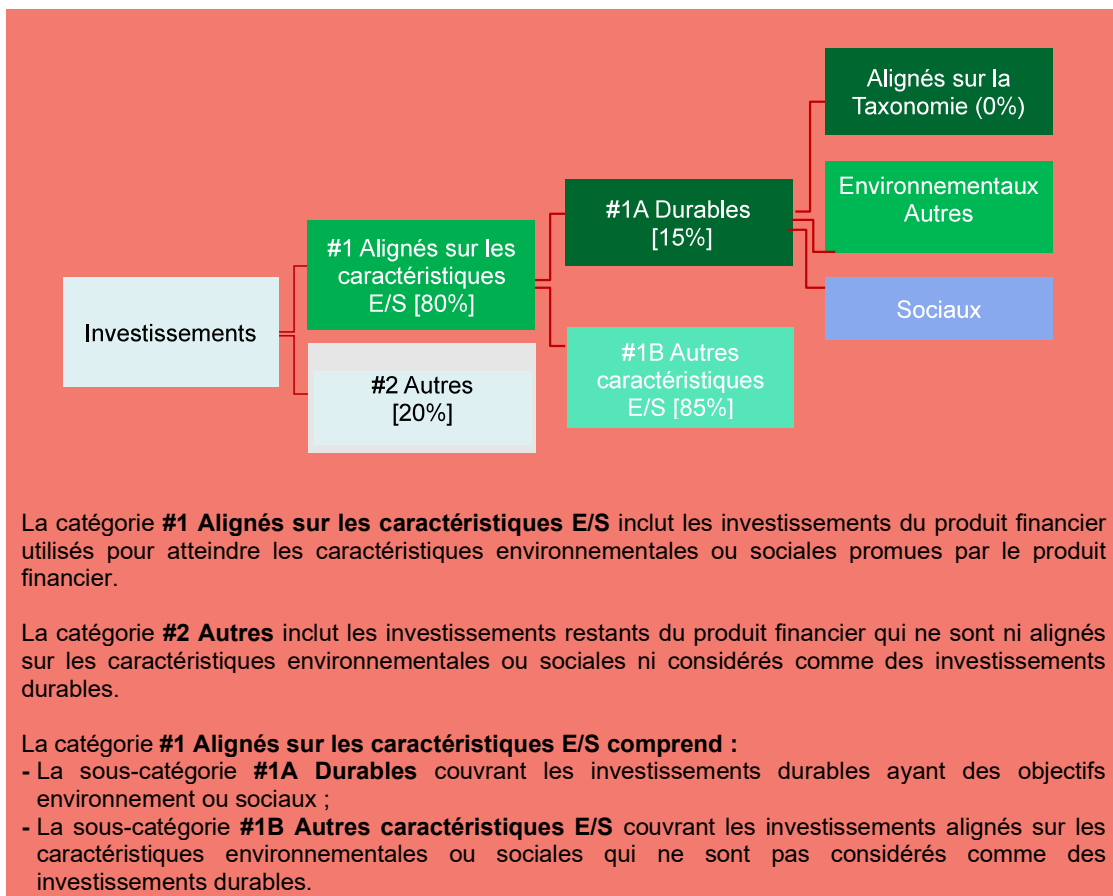 Alignés sur la
Taxonomie (0%)
Environnementaux
Autres
#1A Durables
[15%]
#1 Alignés sur les
caractéristiques
E/S [80%]
Sociaux
Investissements
#1B Autres
caractéristiques
E/S [85%]
#2 Autres
[20%]
La catégorie #1 Alignés sur les caractéristiques E/S inclut les investissements du produit financier
utilisés pour atteindre les caractéristiques environnementales ou sociales promues par le produit
financier.
La catégorie #2 Autres inclut les investissements restants du produit financier qui ne sont ni alignés
sur les caractéristiques environnementales ou sociales ni considérés comme des investissements
durables.
La catégorie #1 Alignés sur les caractéristiques E/S comprend :
- La sous-catégorie #1A Durables couvrant les investissements durables ayant des objectifs
environnement ou sociaux ;
- La sous-catégorie #1B Autres caractéristiques E/S couvrant les investissements alignés sur les
caractéristiques environnementales ou sociales qui ne sont pas considérés comme des
investissements durables.